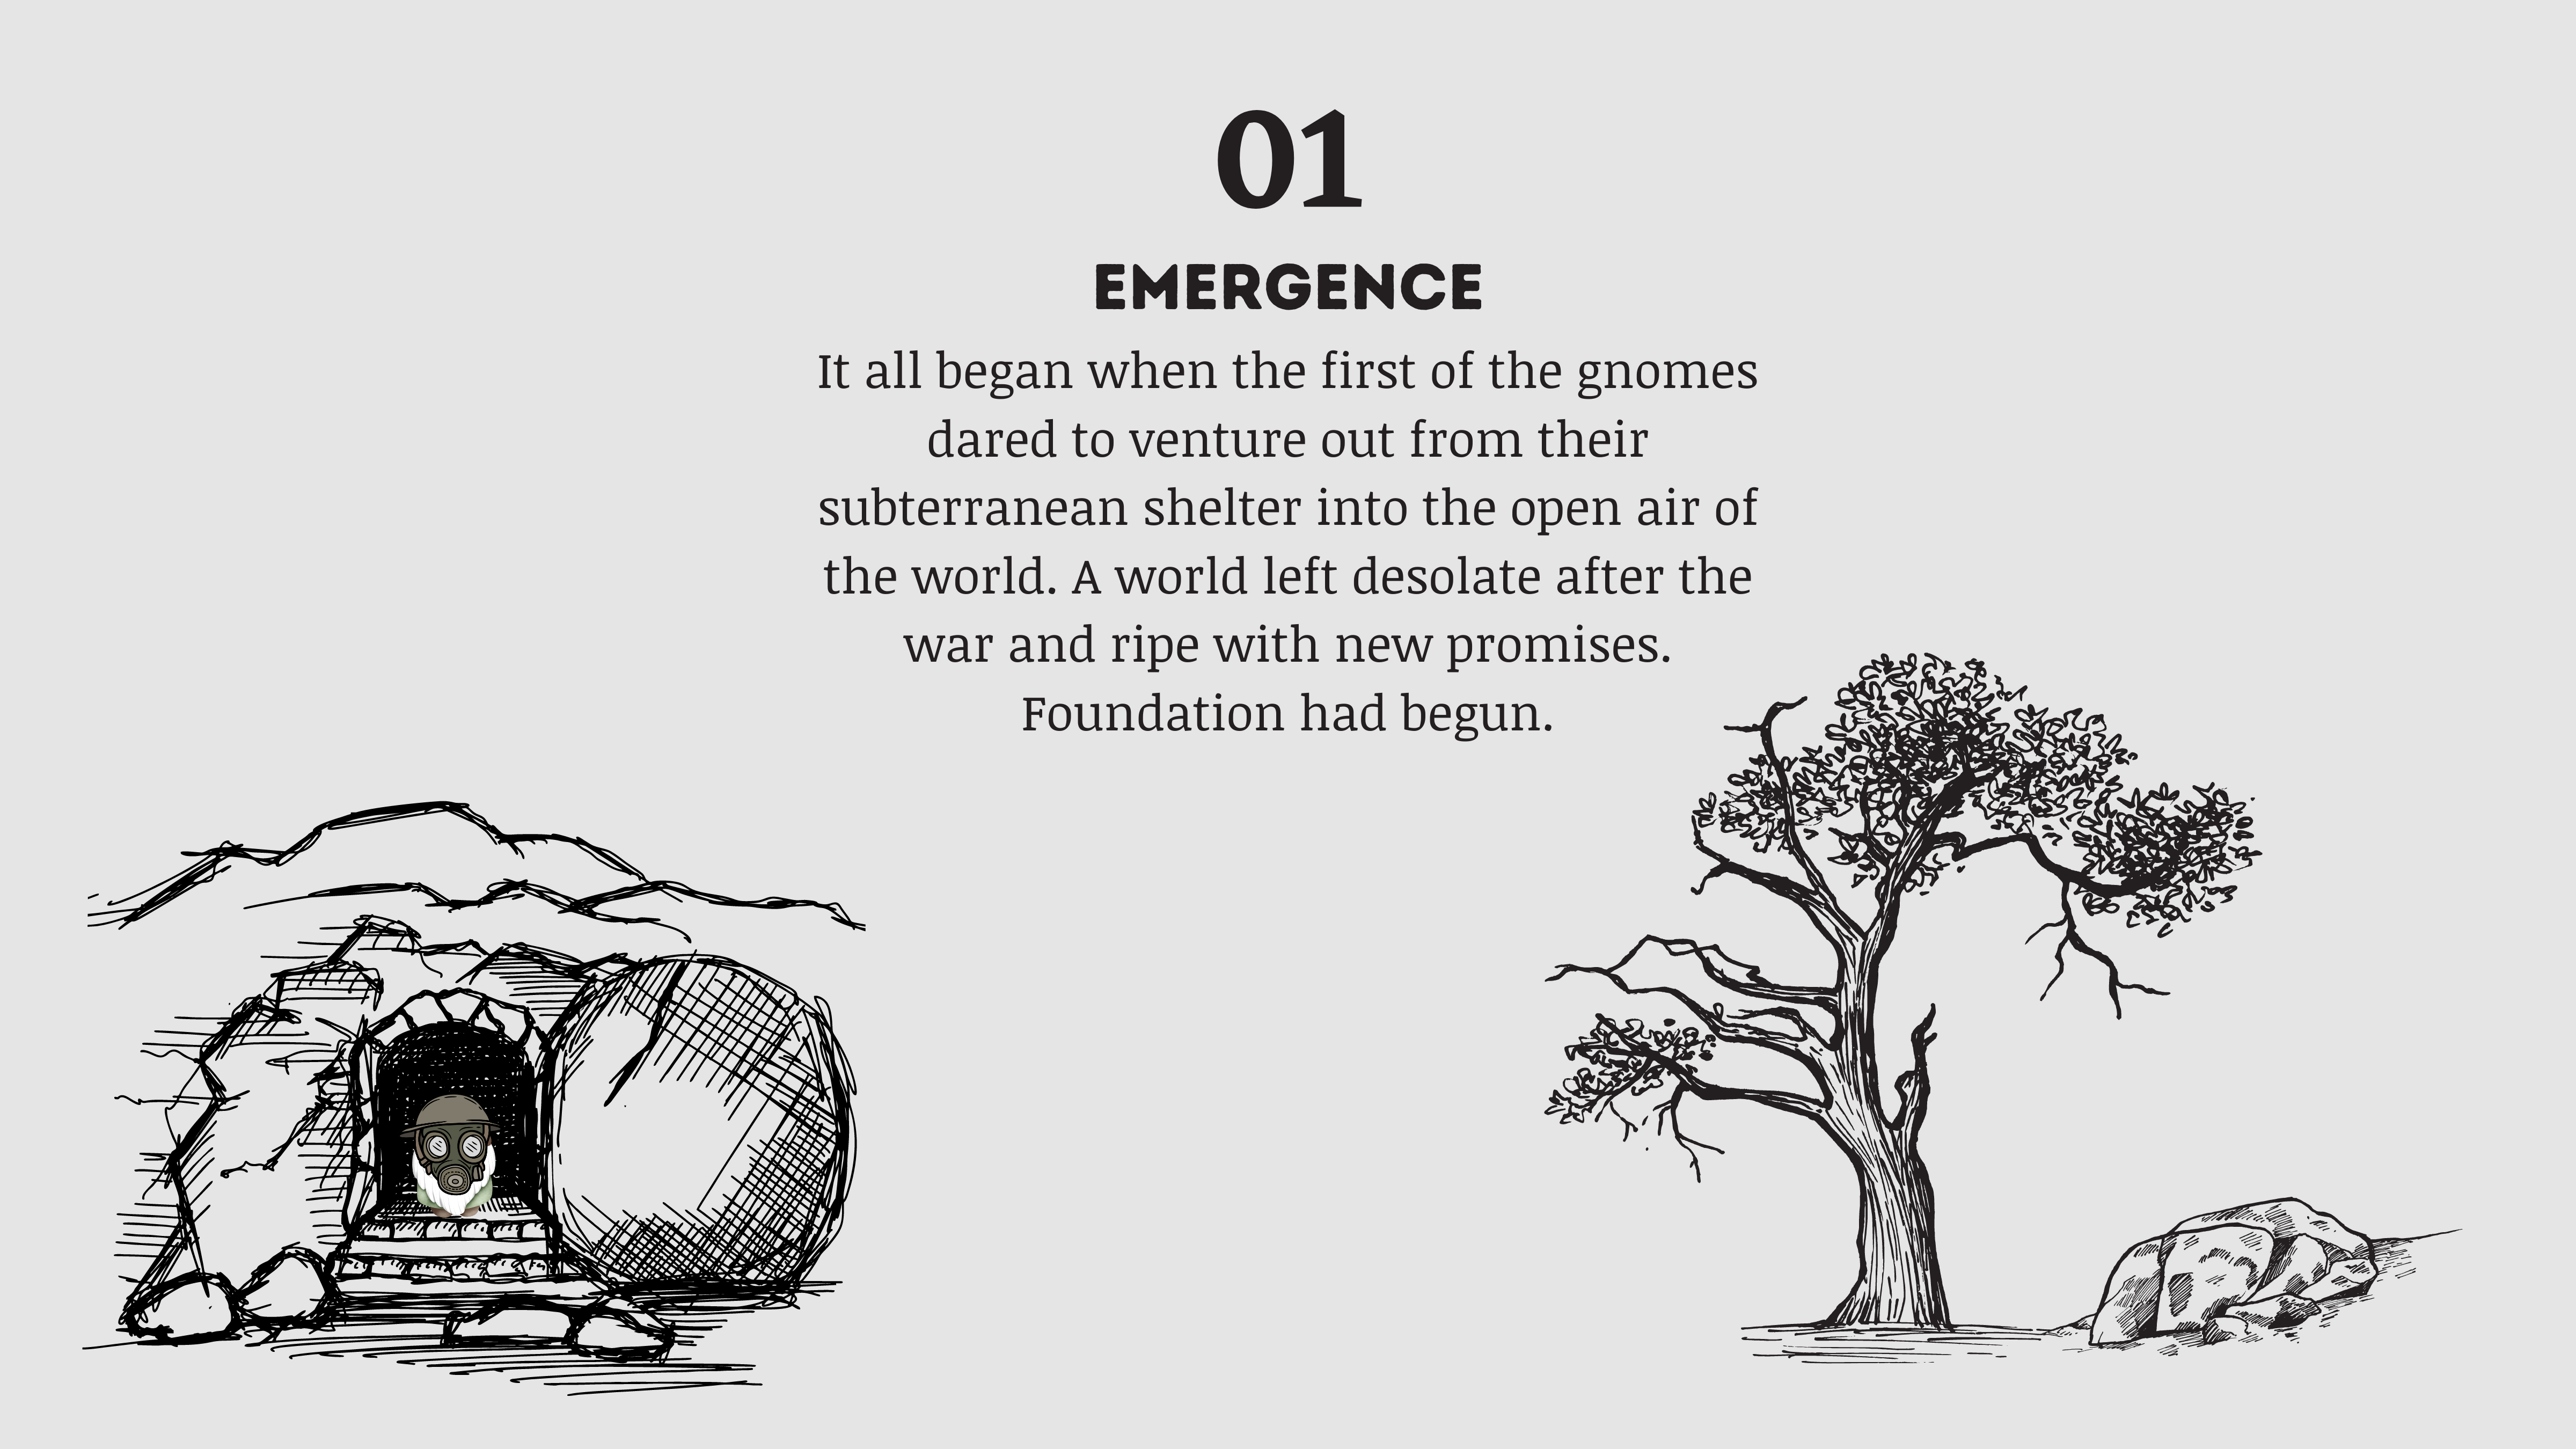 01
EMERGENCE
It all began when the first of the gnomes
dared to venture out from their
subterranean shelter into the open air of
the world. A world left desolate after the
war and ripe with new promises.
Foundation had begun.